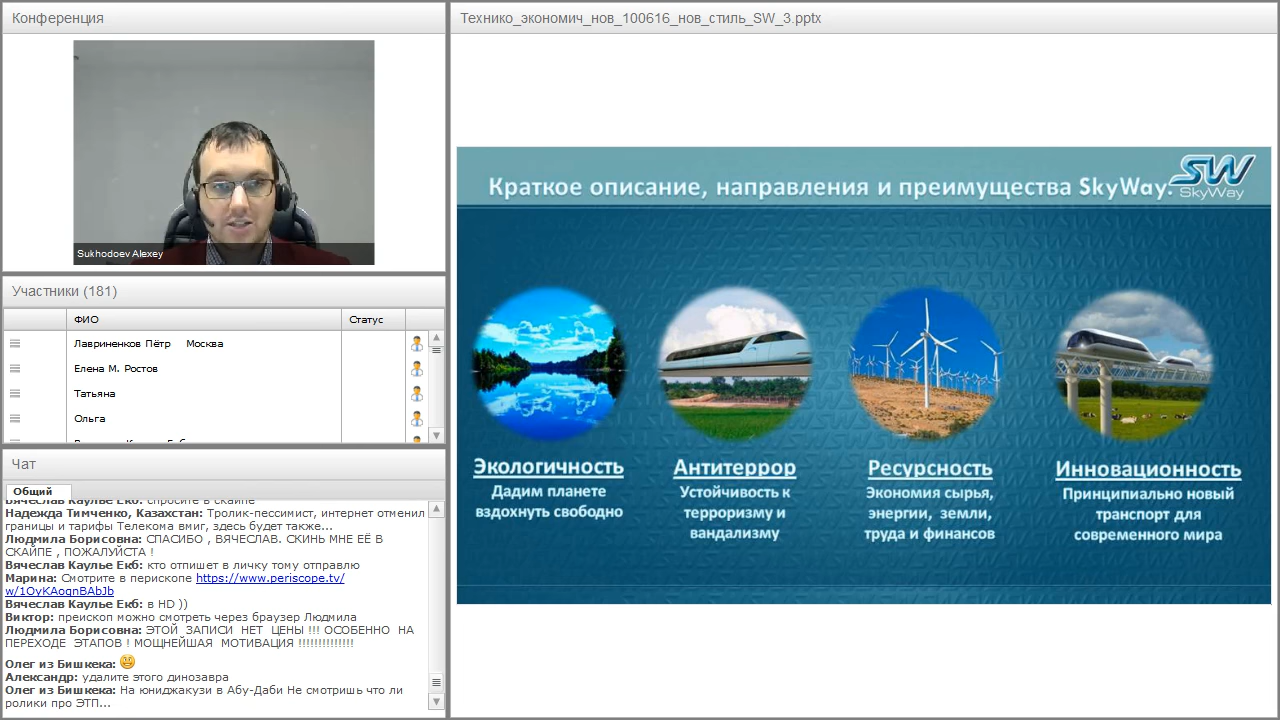 Конференция
Sukhodoev Alexey
Участники (181)
ФИО
Статус
Лавриненков Пётр Москва
Елена М. Ростов
Татьяна
Ольга
Чат
Общий
Вячеслав Каулье Екб: спросите в скайпе
Надежда Тимченко, Казахстан: Тролик-пессимист, интернет отменил
границы и тарифы Телекома вмиг, здесь будет также...
Людмила Борисовна: СПАСИБО , ВЯЧЕСЛАВ. СКИНЬ МНЕ ЕЁ В
СКАЙПЕ , ПОЖАЛУЙСТА !
Вячеслав Каулье Екб: кто отпишет в личку тому отправлю
Марина: Смотрите в перископе https://www.periscope.tv/
w/1OyKAoqnBAbJb
Вячеслав Каулье Екб: в HD ))
Виктор: преископ можно смотреть через браузер Людмила
Людмила Борисовна: ЭТОЙ ЗАПИСИ НЕТ ЦЕНЫ !!! ОСОБЕННО НА
ПЕРЕХОДЕ ЭТАПОВ ! МОЩНЕЙШАЯ МОТИВАЦИЯ !!!!!!!!!!!!!!
Олег из Бишкека:
Александр: удалите этого динозавра
Олег из Бишкека: На юниджакузи в Абу-Даби Не смотришь что ли
ролики про ЭТП...
Технико_экономич_нов_100616_нов_стиль_SW_3.pptx
Краткое описание, направления и преимущества SkyWay.
SW
SkyWay
Экологичность
Дадим планете
вздохнуть свободно
Антитеррор
Устойчивость к
терроризму и
вандализму
Ресурсность
Экономия сырья,
энергии, земли,
труда и финансов
Инновационность
Принципиально новый
транспорт для
современного мира